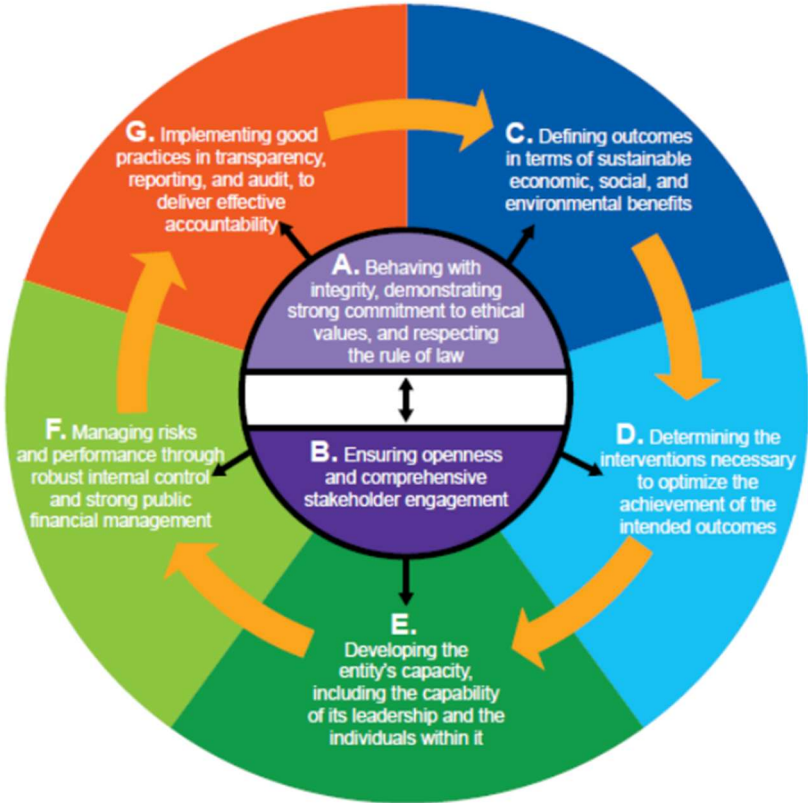 A. Behaving with
integrity, demonstrating
strong commitment to ethical
values, and respecting
the rule of law
B. Ensuring openness
and comprehensive
stakeholder engagement
C. Defining outcomes
in terms of sustainable
economic, social, and
environmental benefits
D. Determining the
interventions necessary
to optimize the
achievement of the
intended outcomes
E.
Developing the
entity's capacity,
including the capability
of its leadership and the
individuals within it
F. Managing risks
and performance through
robust internal control
and strong public
financial management
G. Implementing good
practices in transparency,
reporting, and audit, to
deliver effective
accountability